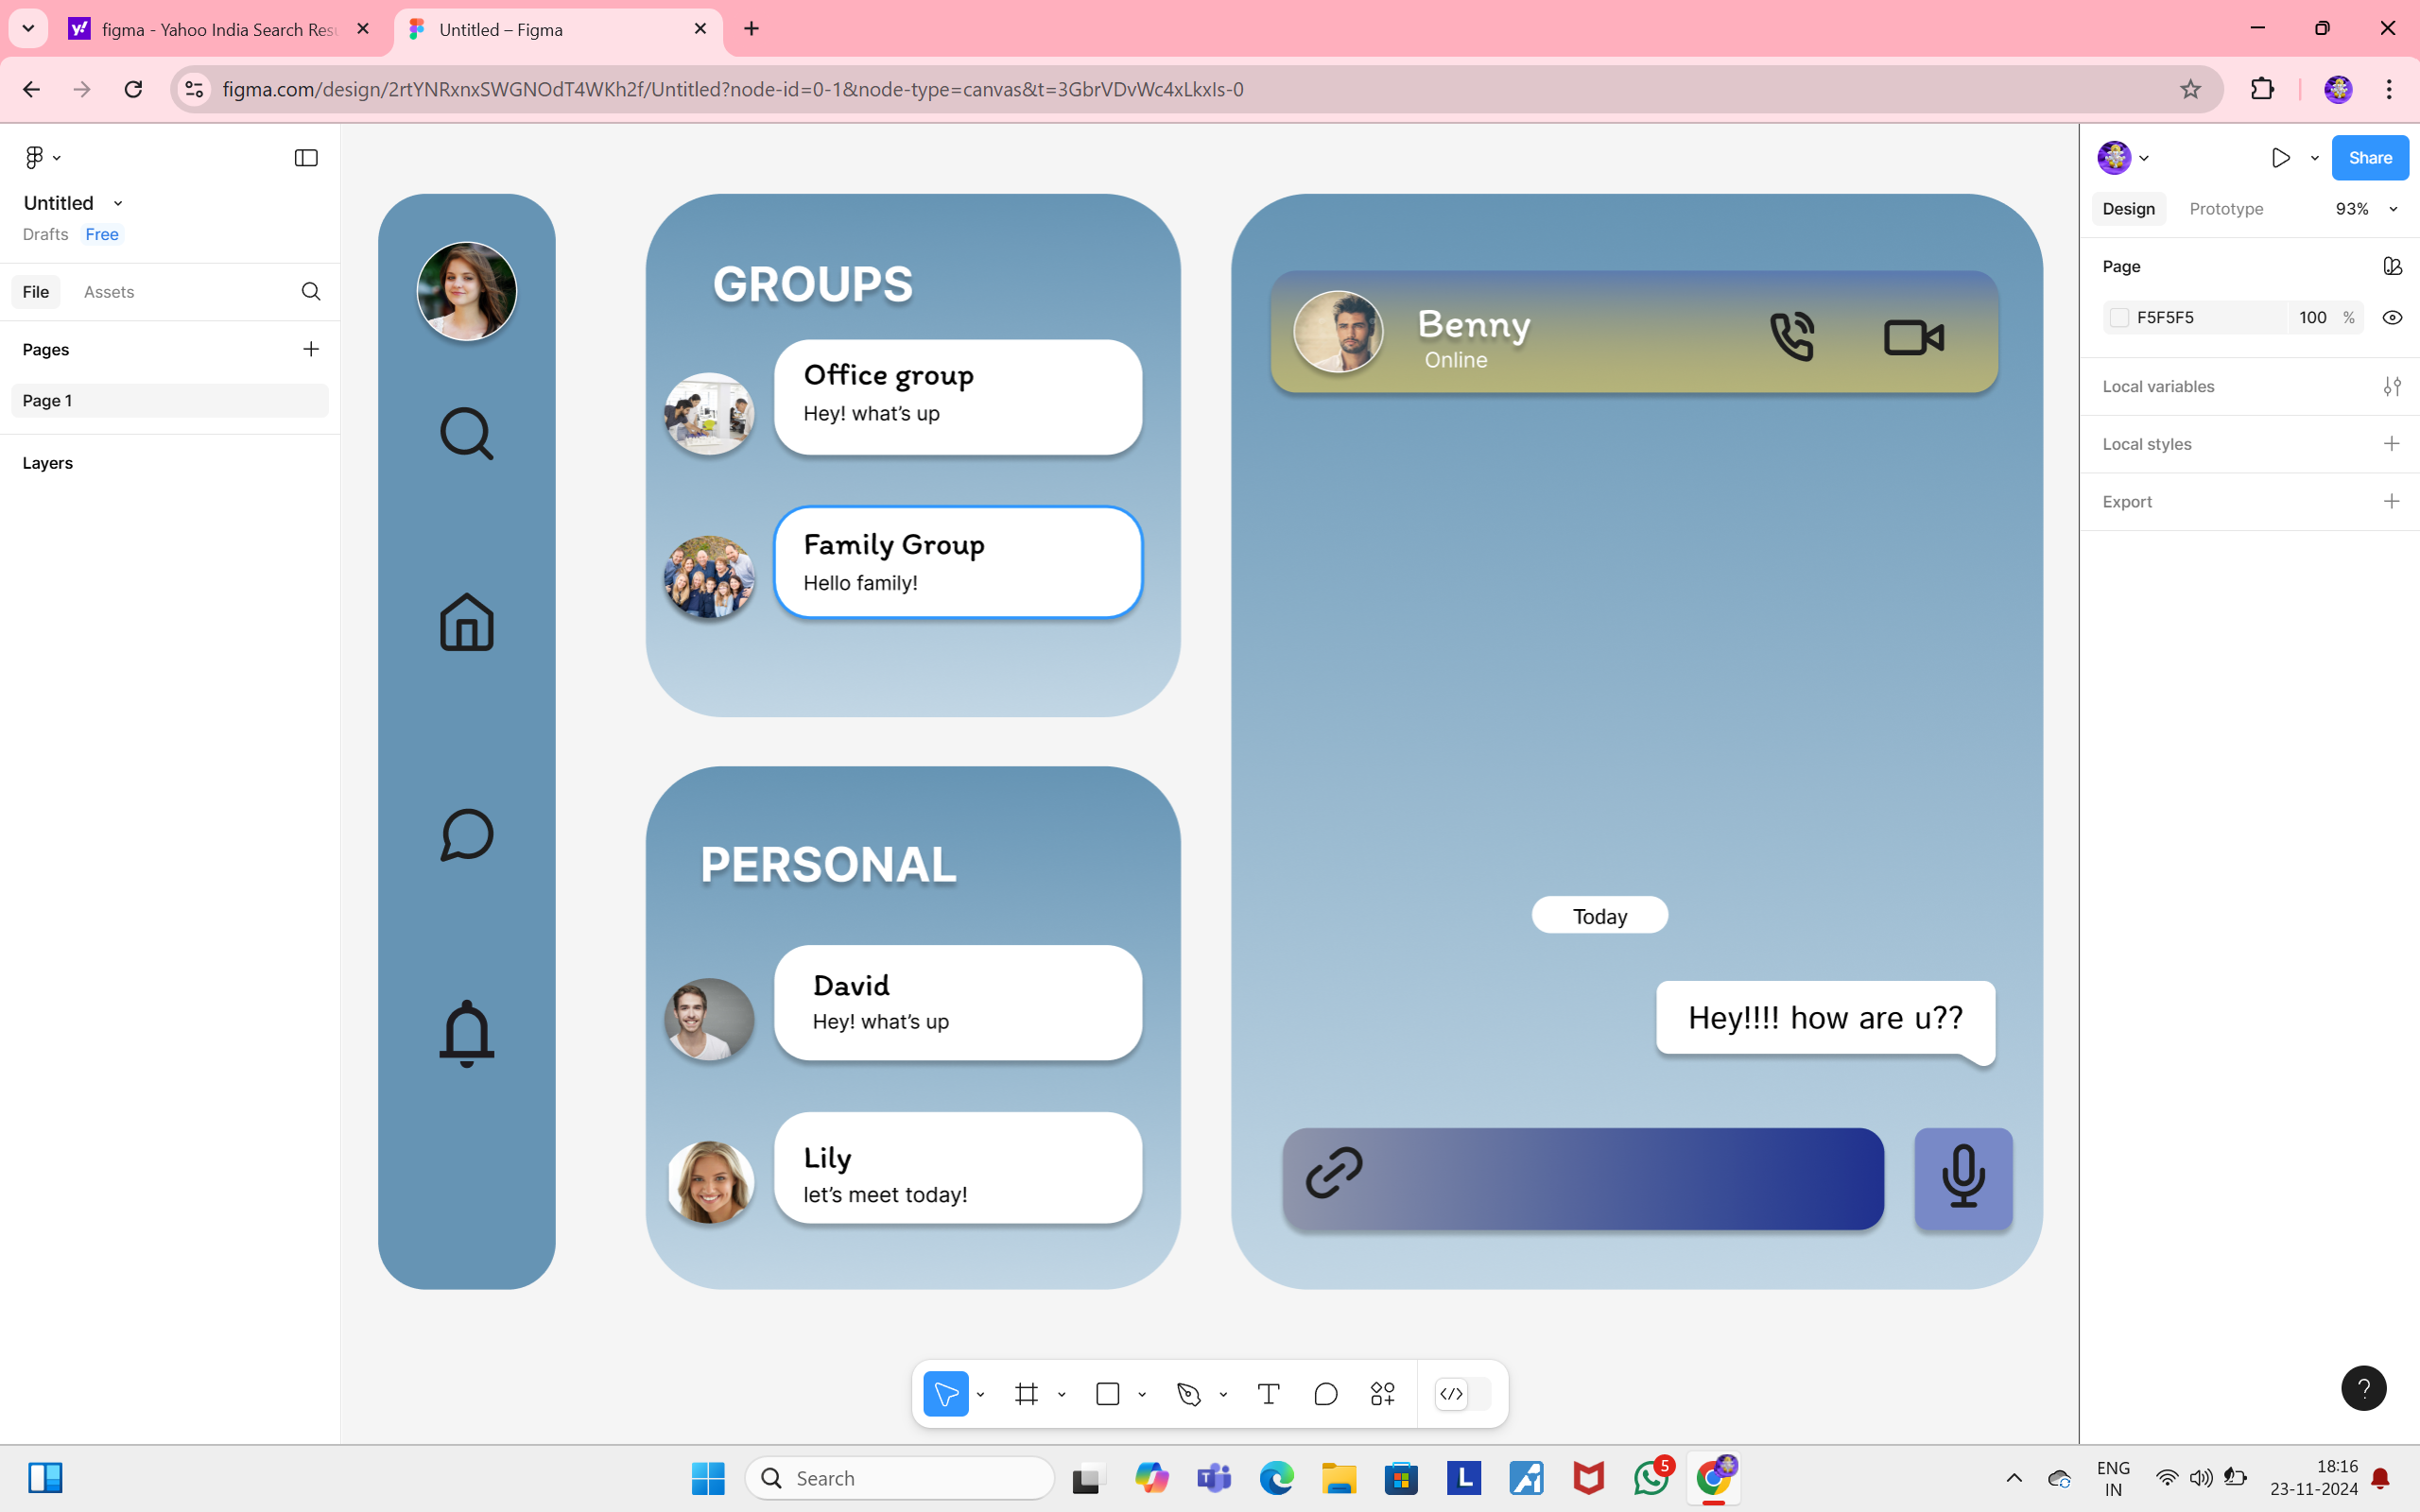 figma - Yahoo India Search Res
Untitled – Figma
figma.com/design/2rtYNRxnxSWGNOdT4WKh2f/Untitled?node-id=0-1&node-type=canvas&t=3GbrVDvWc4xLkxIs-0
Untitled
Drafts Free
File Assets
Pages
Page 1
Layers
GROUPS
Office group
Hey! what's up
Family Group
Hello family!
PERSONAL
David
Hey! what's up
Lily
let's meet today!
Benny
Online
Today
Hey!!!! how are u??
Share
Design Prototype 93%
Page
F5F5F5 100 %
Local variables
Local styles
Export
?
Search
5
ENG
IN
18:16
23-11-2024